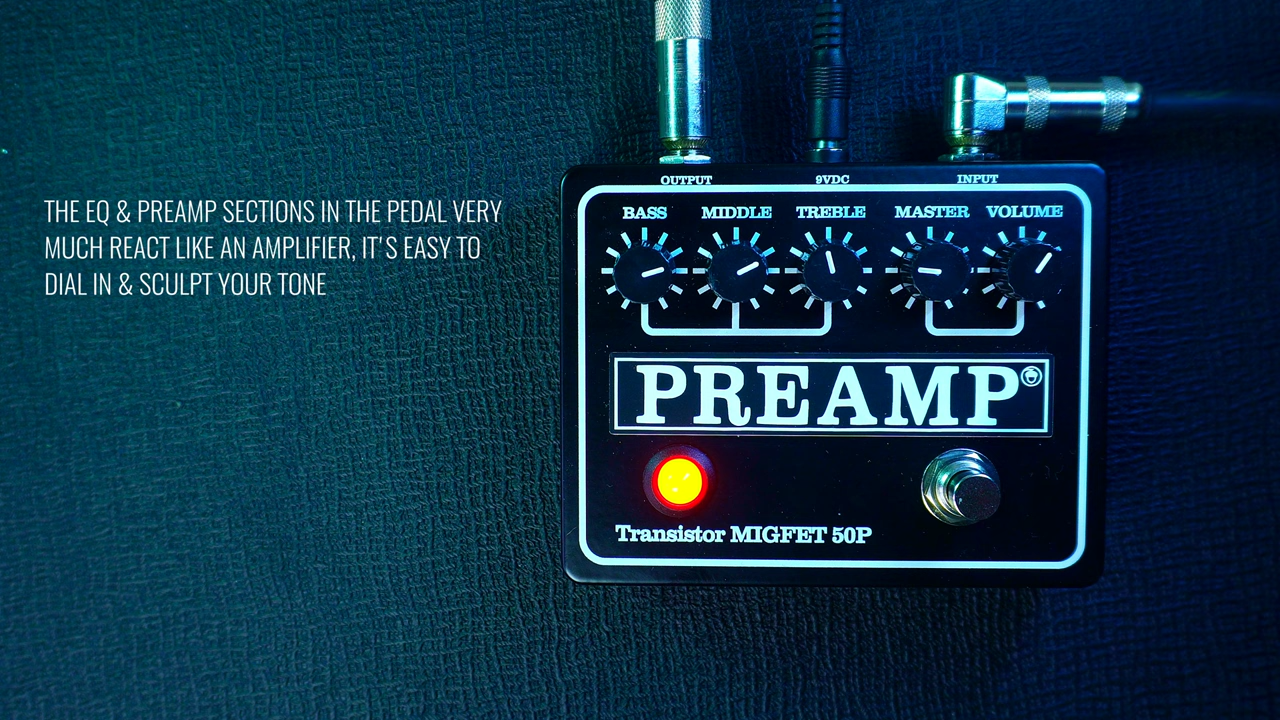 THE EQ & PREAMP SECTIONS IN THE PEDAL VERY
MUCH REACT LIKE AN AMPLIFIER, IT'S EASY TO
DIAL IN & SCULPT YOUR TONE
OUTPUT 9VDC INPUT
BASS MIDDLE TREBLE MASTER VOLUME
PREAMP
Transistor MIGFET 50P